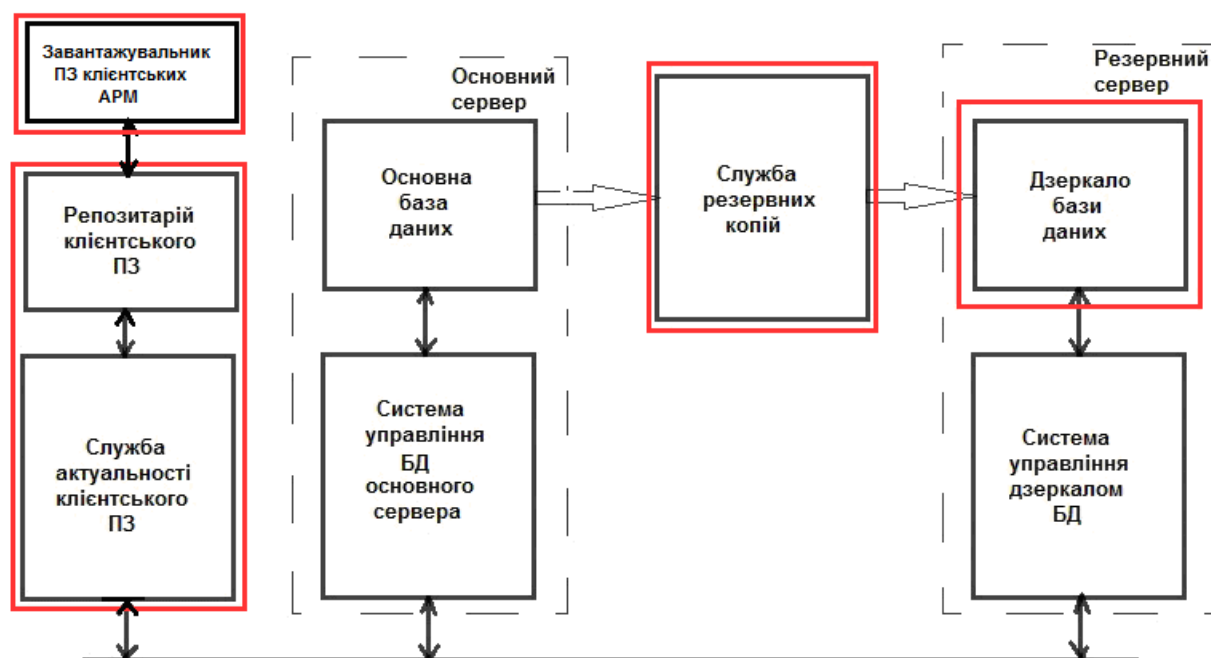 Завантажувальник
ПЗ клієнтських
АРМ
Репозитарій
клієнтського
ПЗ
Служба
актуальності
клієнтського
ПЗ
Основний
сервер
Основна
база
даних
Система
управління
БД
основного
сервера
Служба
резервних
копій
Резервний
сервер
Дзеркало
бази
даних
Система
управління
дзеркалом
БД